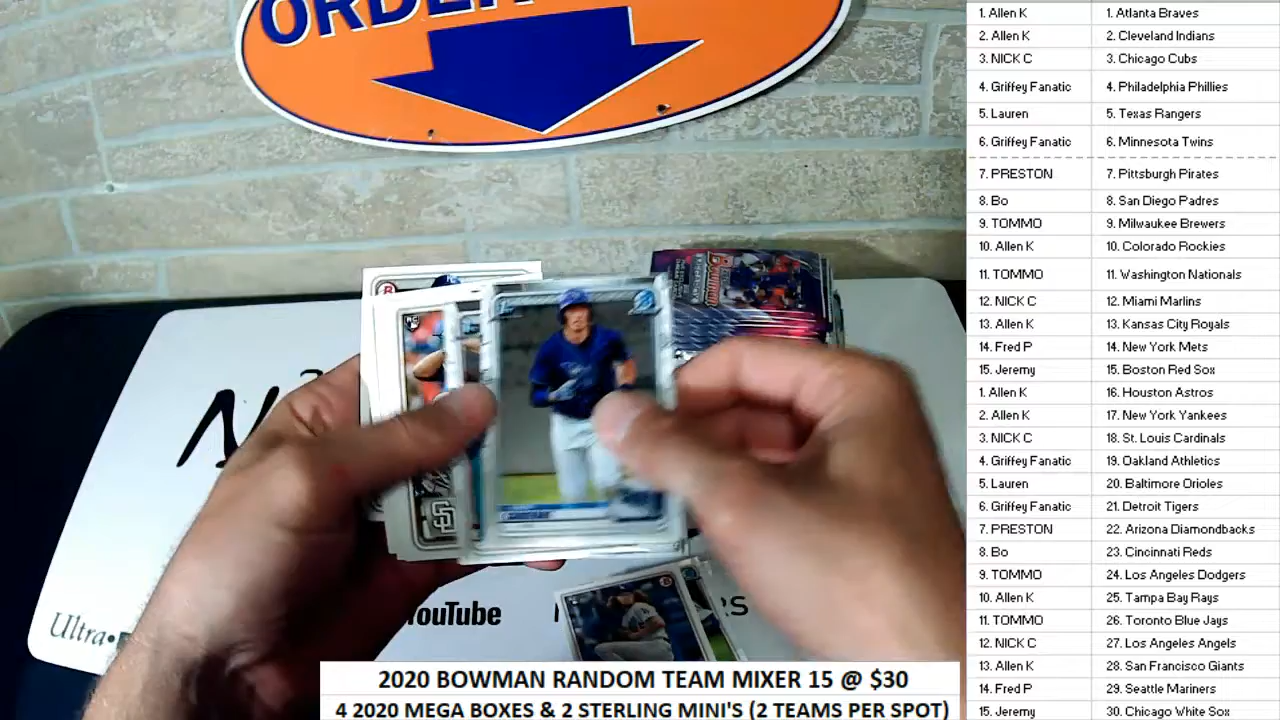 ORDER
YouTube
Ultra
RC
SD
1. Allen K 1. Atlanta Braves
2. Allen K 2. Cleveland Indians
3. NICK C 3. Chicago Cubs
4. Griffey Fanatic 4. Philadelphia Phillies
5. Lauren 5. Texas Rangers
6. Griffey Fanatic 6. Minnesota Twins
7. PRESTON 7. Pittsburgh Pirates
8. Bo 8. San Diego Padres
9. TOMMO 9. Milwaukee Brewers
10. Allen K 10. Colorado Rockies
11. TOMMO 11. Washington Nationals
12. NICK C 12. Miami Marlins
13. Allen K 13. Kansas City Royals
14. Fred P 14. New York Mets
15. Jeremy 15. Boston Red Sox
1. Allen K 16. Houston Astros
2. Allen K 17. New York Yankees
3. NICK C 18. St. Louis Cardinals
4. Griffey Fanatic 19. Oakland Athletics
5. Lauren 20. Baltimore Orioles
6. Griffey Fanatic 21. Detroit Tigers
7. PRESTON 22. Arizona Diamondbacks
8. Bo 23. Cincinnati Reds
9. TOMMO 24. Los Angeles Dodgers
10. Allen K 25. Tampa Bay Rays
11. TOMMO 26. Toronto Blue Jays
12. NICK C 27. Los Angeles Angels
13. Allen K 28. San Francisco Giants
14. Fred P 29. Seattle Mariners
15. Jeremy 30. Chicago White Sox
2020 BOWMAN RANDOM TEAM MIXER 15 @ $30
4 2020 MEGA BOXES & 2 STERLING MINI'S (2 TEAMS PER SPOT)